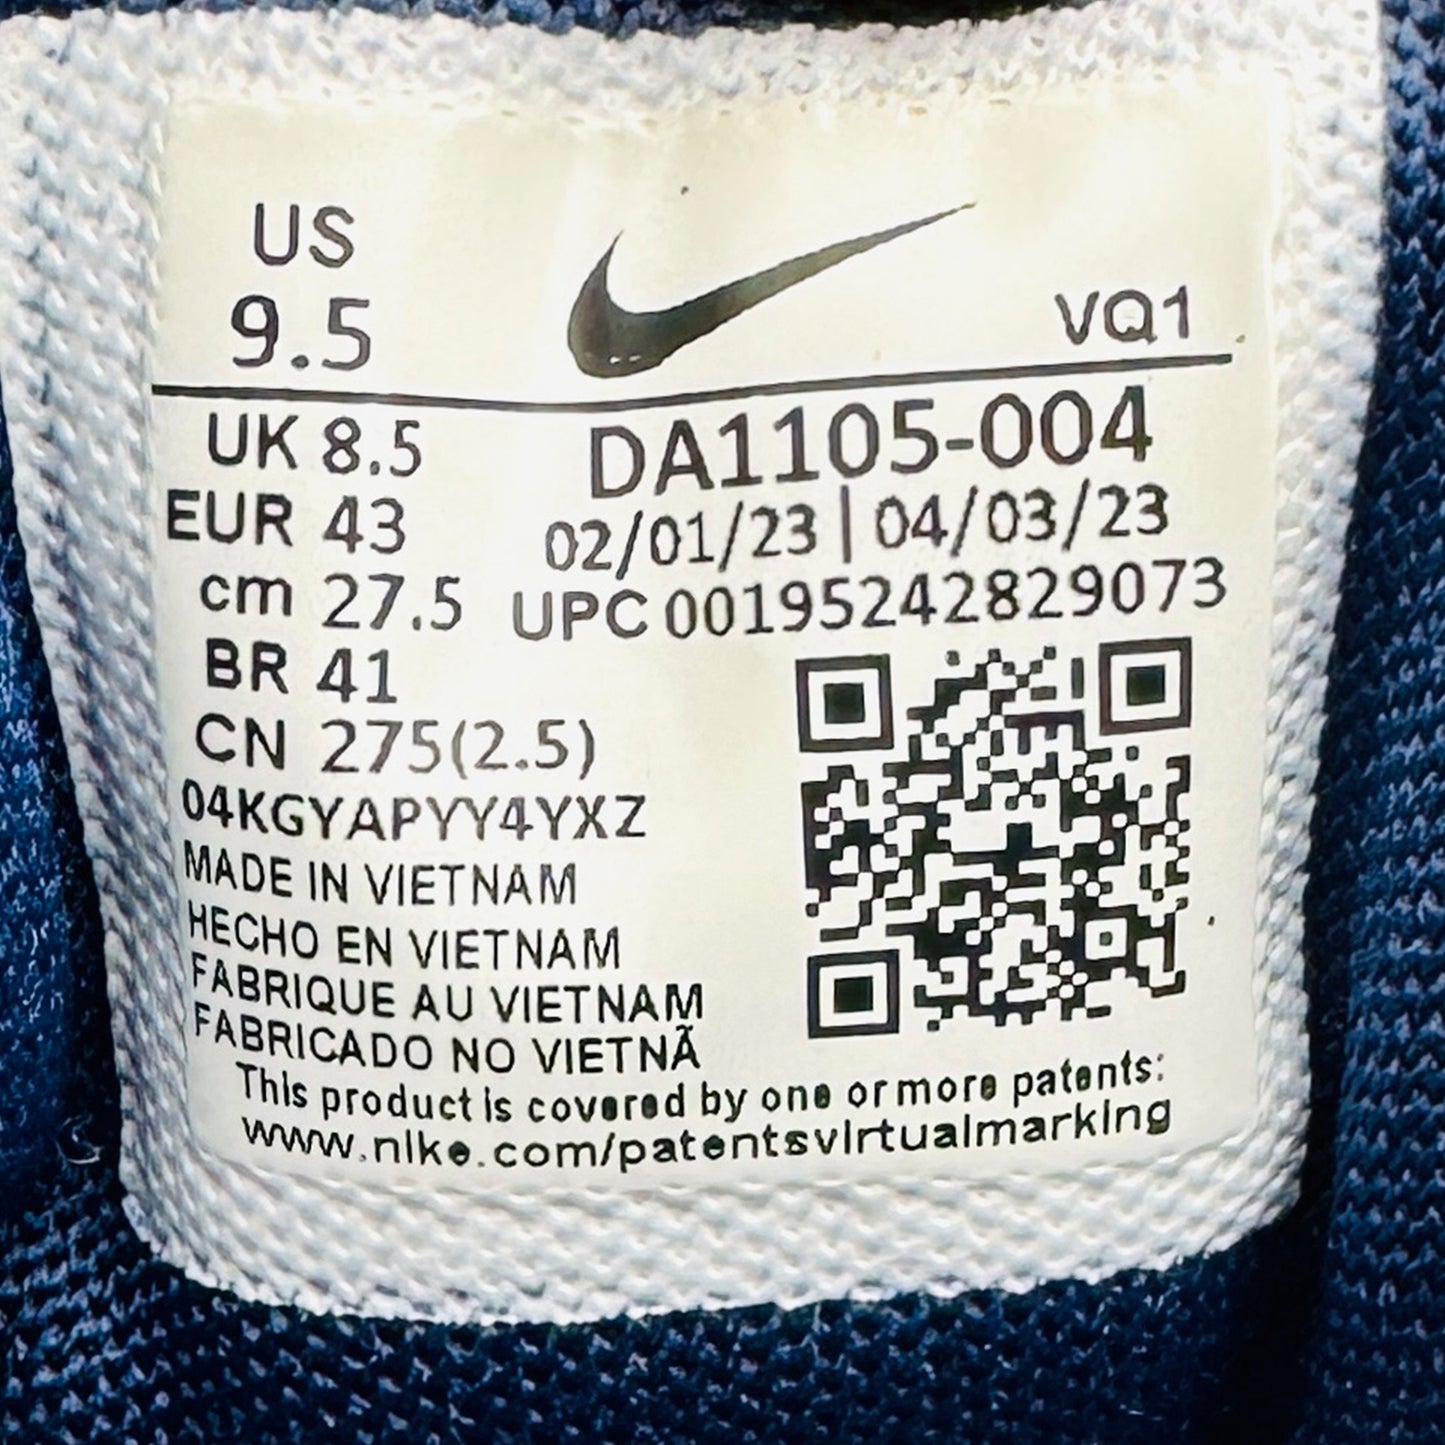 US
9.5
VQ1
UK 8.5
EUR 43
cm 27.5
BR 41
CN 275(2.5)
DA1105-004
02/01/23 | 04/03/23
UPC 00195242829073
04KGYAPYY4YXZ
MADE IN VIETNAM
HECHO EN VIETNAM
FABRIQUE AU VIETNAM
FABRICADO NO VIETNÃ
This product is covered by one or more patents:
www.nike.com/patentsvirtualmarking